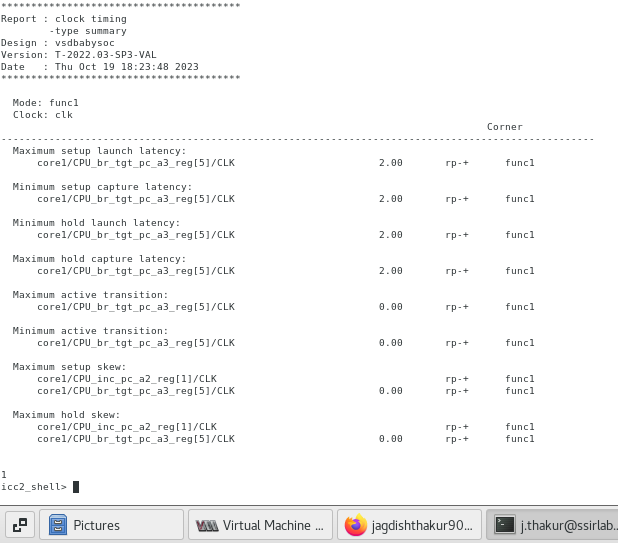 ****************************************
Report : clock timing
        -type summary
Design : vsdbabysoc
Version: T-2022.03-SP3-VAL
Date   : Thu Oct 19 18:23:48 2023
****************************************
  Mode: func1
  Clock: clk
                                                                                 Corner
---------------------------------------------------------------------------------------------------
  Maximum setup launch latency:
      core1/CPU_br_tgt_pc_a3_reg[5]/CLK                        2.00       rp-+      func1
  Minimum setup capture latency:
      core1/CPU_br_tgt_pc_a3_reg[5]/CLK                        2.00       rp-+      func1
  Minimum hold launch latency:
      core1/CPU_br_tgt_pc_a3_reg[5]/CLK                        2.00       rp-+      func1
  Maximum hold capture latency:
      core1/CPU_br_tgt_pc_a3_reg[5]/CLK                        2.00       rp-+      func1
  Maximum active transition:
      core1/CPU_br_tgt_pc_a3_reg[5]/CLK                        0.00       rp-+      func1
  Minimum active transition:
      core1/CPU_br_tgt_pc_a3_reg[5]/CLK                        0.00       rp-+      func1
  Maximum setup skew:
      core1/CPU_inc_pc_a2_reg[1]/CLK                                      rp-+      func1
      core1/CPU_br_tgt_pc_a3_reg[5]/CLK                        0.00       rp-+      func1
  Maximum hold skew:
      core1/CPU_inc_pc_a2_reg[1]/CLK                                      rp-+      func1
      core1/CPU_br_tgt_pc_a3_reg[5]/CLK                        0.00       rp-+      func1
1
icc2_shell>
Pictures Virtual Machine ... jagdishthakur90... j.thakur@ssirlab...